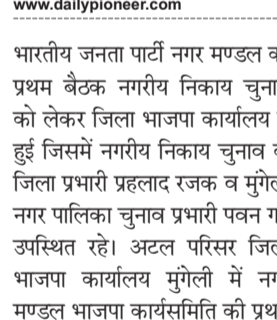 www.dailypioneer.com
भारतीय जनता पार्टी नगर मण्डल
प्रथम बैठक नगरीय निकाय चुना
को लेकर जिला भाजपा कार्यालय
हुई जिसमें नगरीय निकाय चुनाव
जिला प्रभारी प्रहलाद रजक व मुंगे
नगर पालिका चुनाव प्रभारी पवन ग
उपस्थित रहे। अटल परिसर जि
भाजपा कार्यालय मुंगेली में नग
मण्डल भाजपा कार्यसमिति की प्रथ